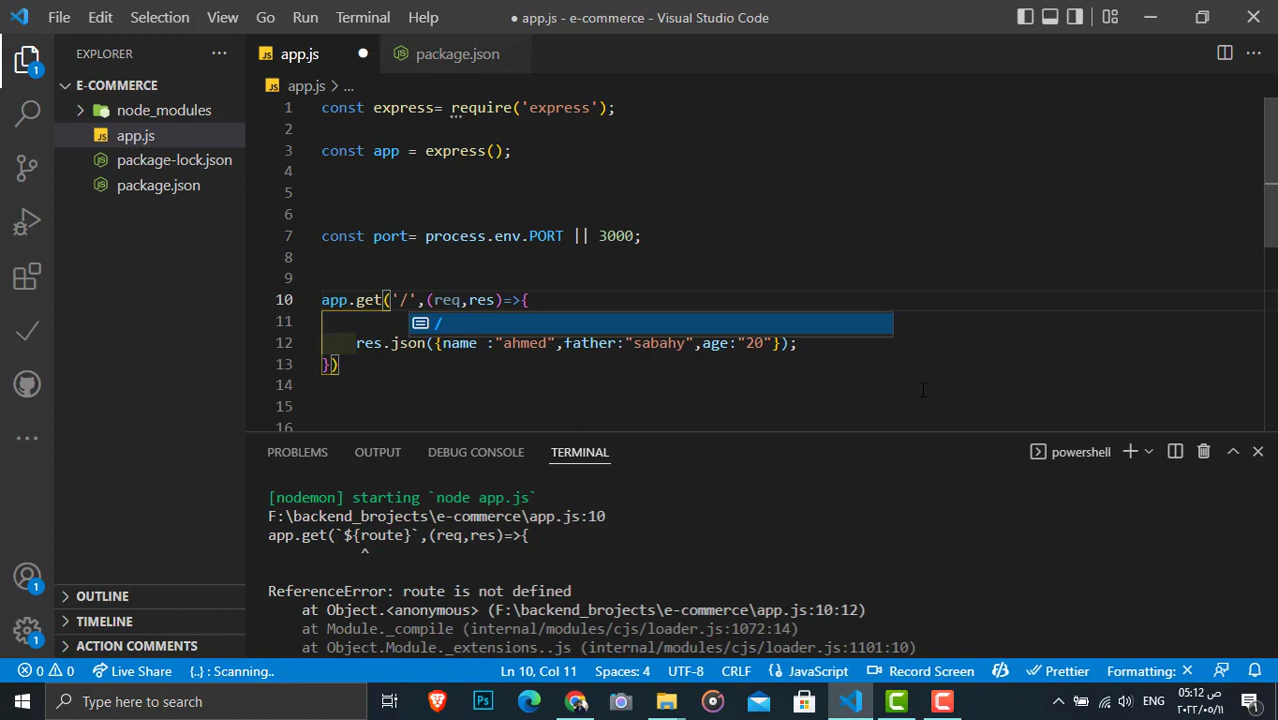 File Edit Selection View Go Run Terminal Help ● app.js - e-commerce - Visual Studio Code
EXPLORER ...
app.js ●
package.json
E-COMMERCE
node_modules
app.js
package-lock.json
package.json
app.js > ...
1 const express= require('express');
2
3 const app = express();
4
5
6
7 const port= process.env.PORT || 3000;
8
9
10 app.get('/',(req,res)=>{
/
11
12 res.json({name :"ahmed",father:"sabahy",age:"20"});
13 })
14
15
16
PROBLEMS OUTPUT DEBUG CONSOLE TERMINAL powershell
[nodemon] starting `node app.js`
F:\backend_brojects\e-commerce\app.js:10
app.get(`${route}`,(req,res)=>{
^
ReferenceError: route is not defined
at Object.<anonymous> (F:\backend_brojects\e-commerce\app.js:10:12)
at Module._compile (internal/modules/cjs/loader.js:1072:14)
at Object.Module._extensions..js (internal/modules/cjs/loader.js:1101:10)
OUTLINE
TIMELINE
ACTION COMMENTS
1
1
1
0 0 Live Share {..} : Scanning.. Ln 10, Col 11 Spaces: 4 UTF-8 CRLF {} JavaScript Record Screen Prettier Formatting: ×
Type here to search
ENG
05:12 ص
1